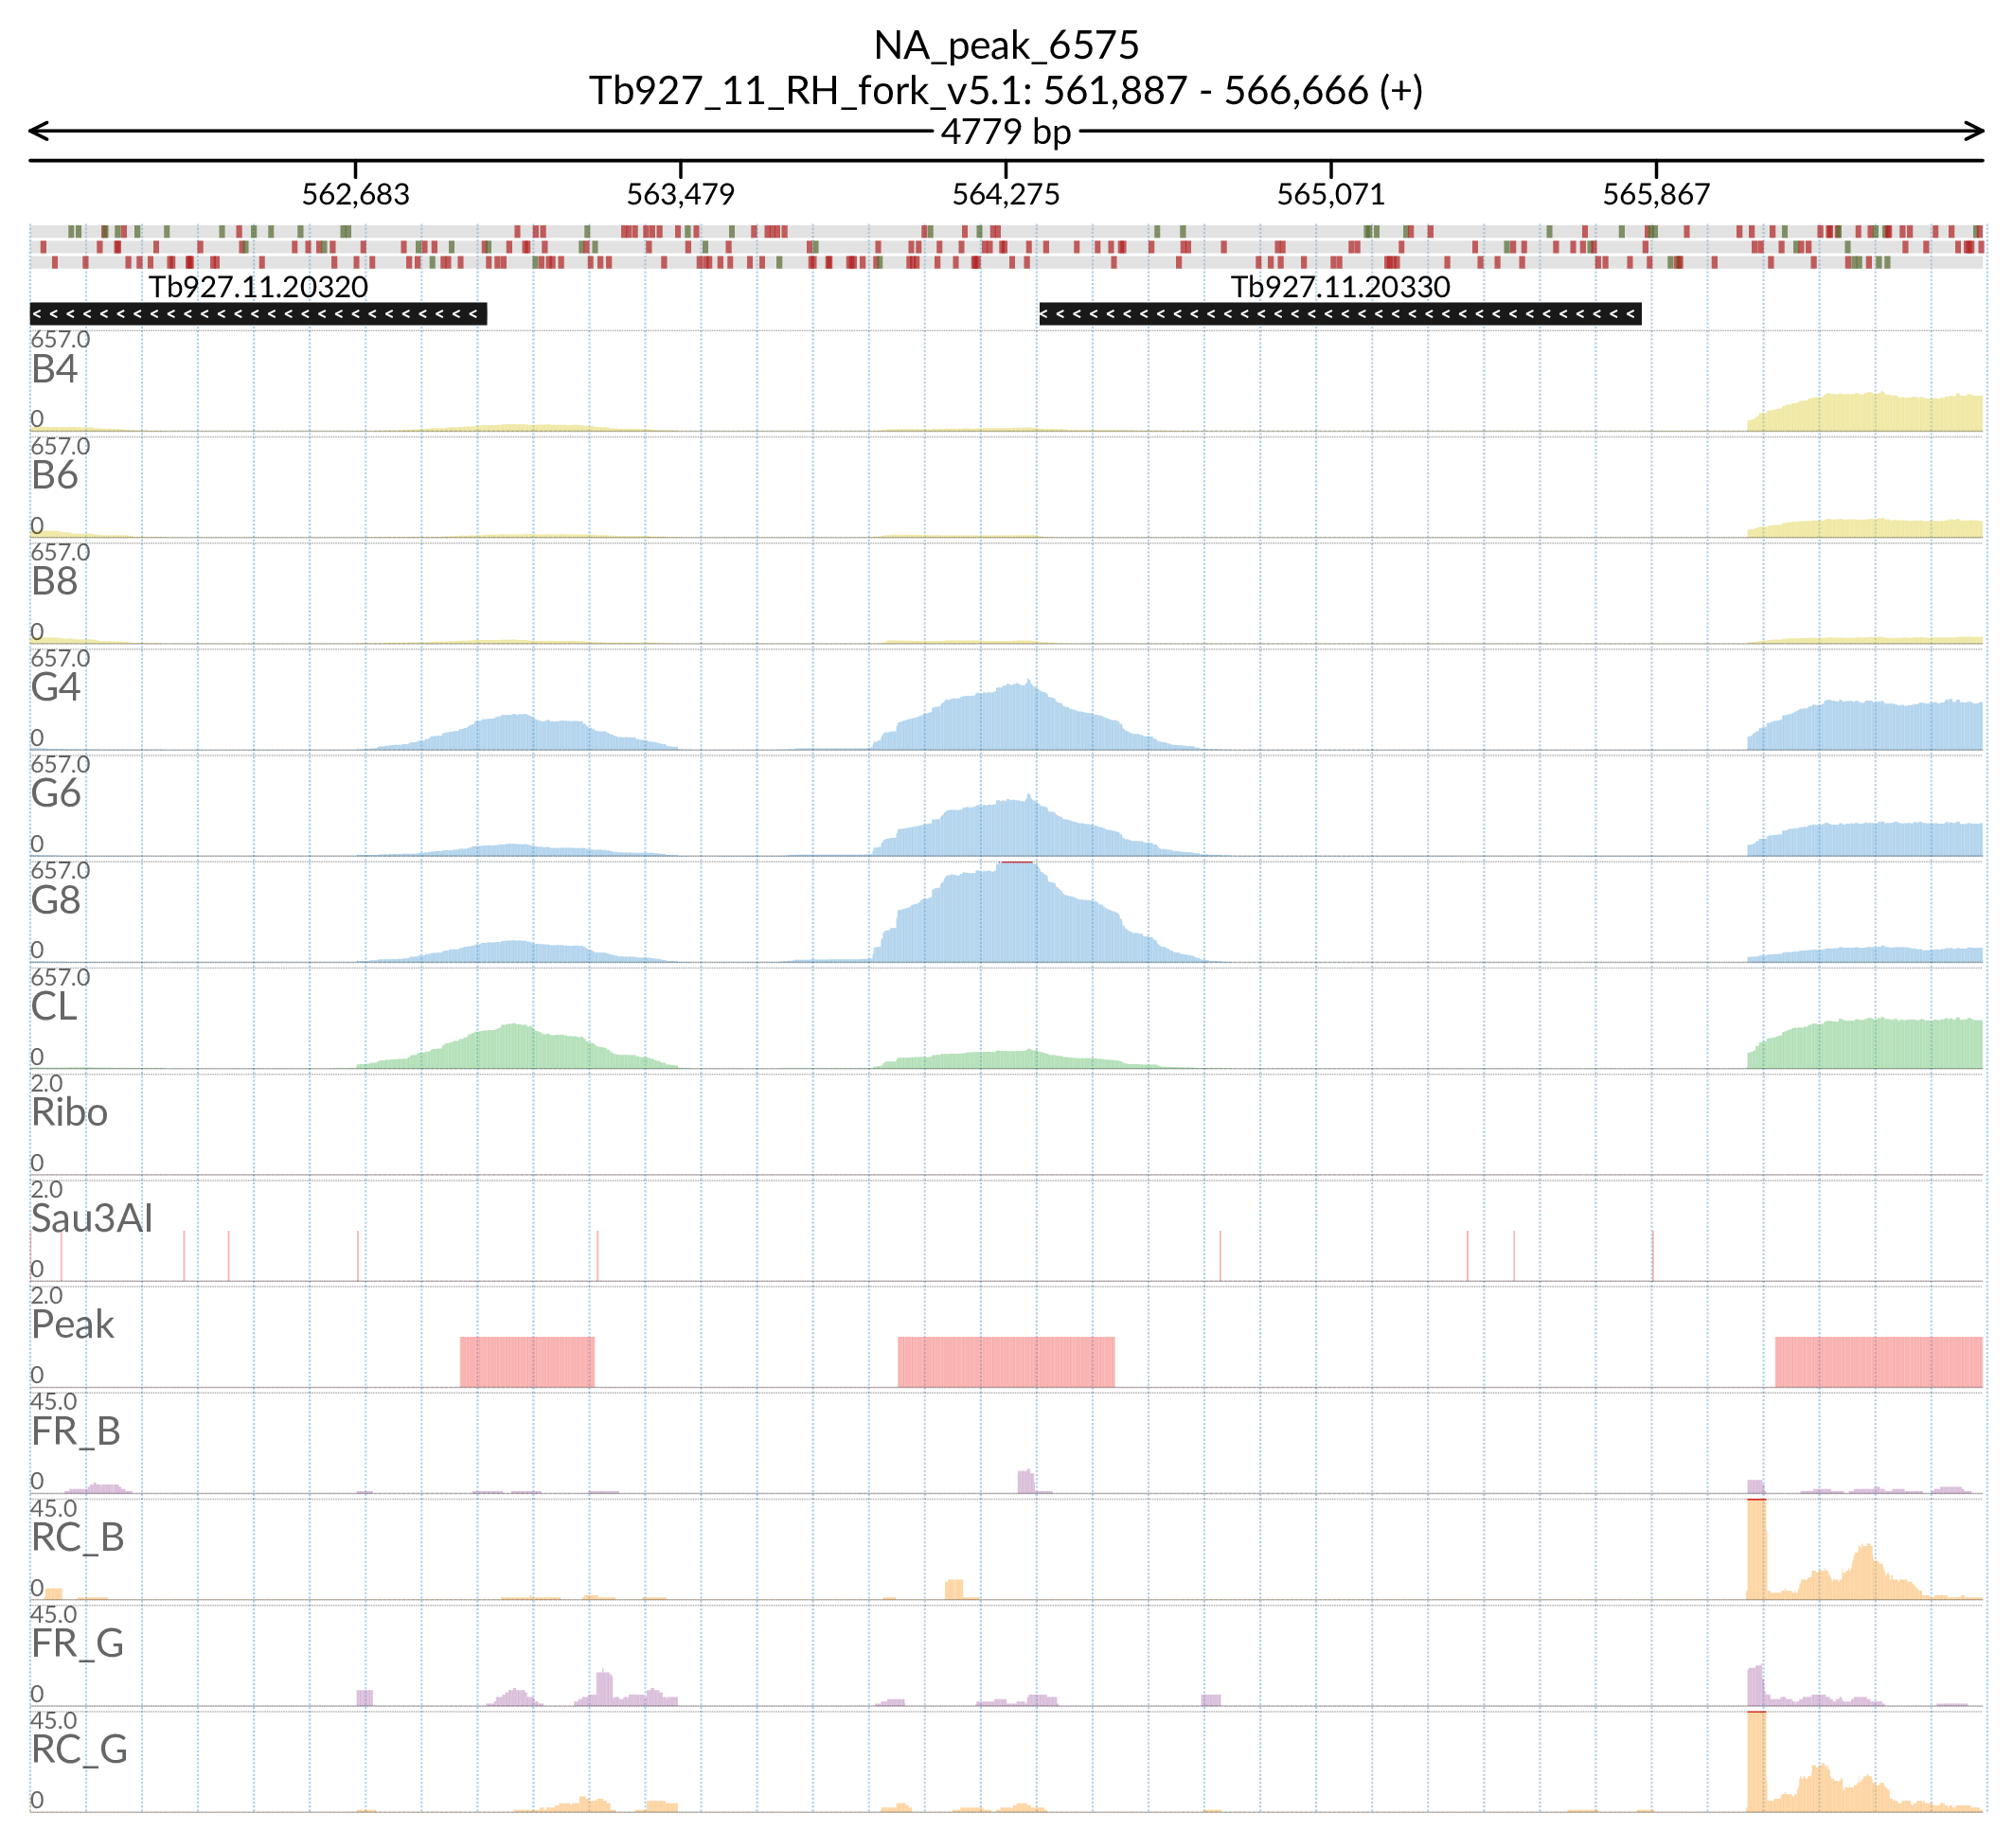 NA_peak_6575
Tb927_11_RH_fork_v5.1: 561,887 - 566,666 (+)
4779 bp
562,683 563,479 564,275 565,071 565,867
Tb927.11.20320 Tb927.11.20330
657.0
B4
0
657.0
B6
0
657.0
B8
0
657.0
G4
0
657.0
G6
0
657.0
G8
0
657.0
CL
0
2.0
Ribo
0
2.0
Sau3AI
0
2.0
Peak
0
45.0
FR_B
0
45.0
RC_B
0
45.0
FR_G
0
45.0
RC_G
0